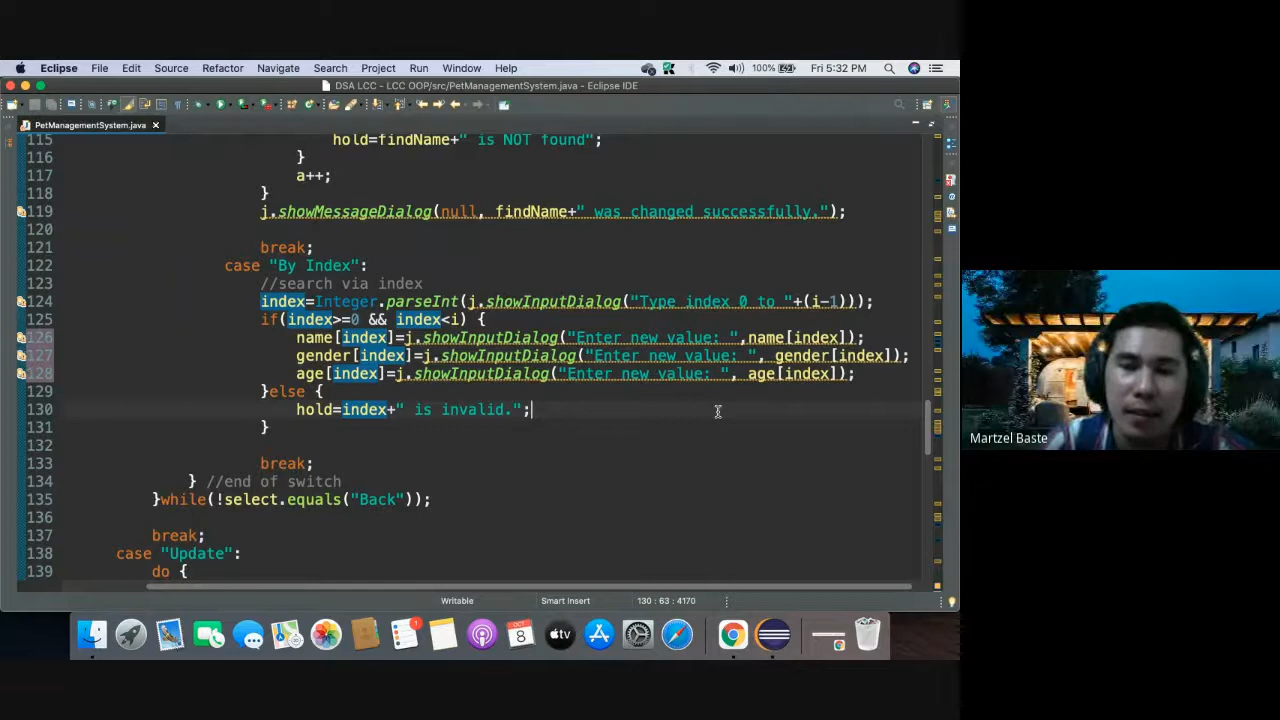 Eclipse File Edit Source Refactor Navigate Search Project Run Window Help 100% Fri 5:32 PM
DSA LCC - LCC OOP/src/PetManagementSystem.java - Eclipse IDE
PetManagementSystem.java
115 hold=findName+" is NOT found";
116 }
117 a++;
118 }
119 j.showMessageDialog(null, findName+" was changed successfully.");
120
121 break;
122 case "By Index":
123 //search via index
124 index=Integer.parseInt(j.showInputDialog("Type index 0 to "+(i-1)));
125 if(index>=0 && index<i) {
126 name[index]=j.showInputDialog("Enter new value: ",name[index]);
127 gender[index]=j.showInputDialog("Enter new value: ", gender[index]);
128 age[index]=j.showInputDialog("Enter new value: ", age[index]);
129 }else {
130 hold=index+" is invalid.";
131 }
132
133 break;
134 } //end of switch
135 }while(!select.equals("Back"));
136
137 break;
138 case "Update":
139 do {
Writable Smart Insert 130 : 63 : 4170
1 OCT 8 tv
Martzel Baste